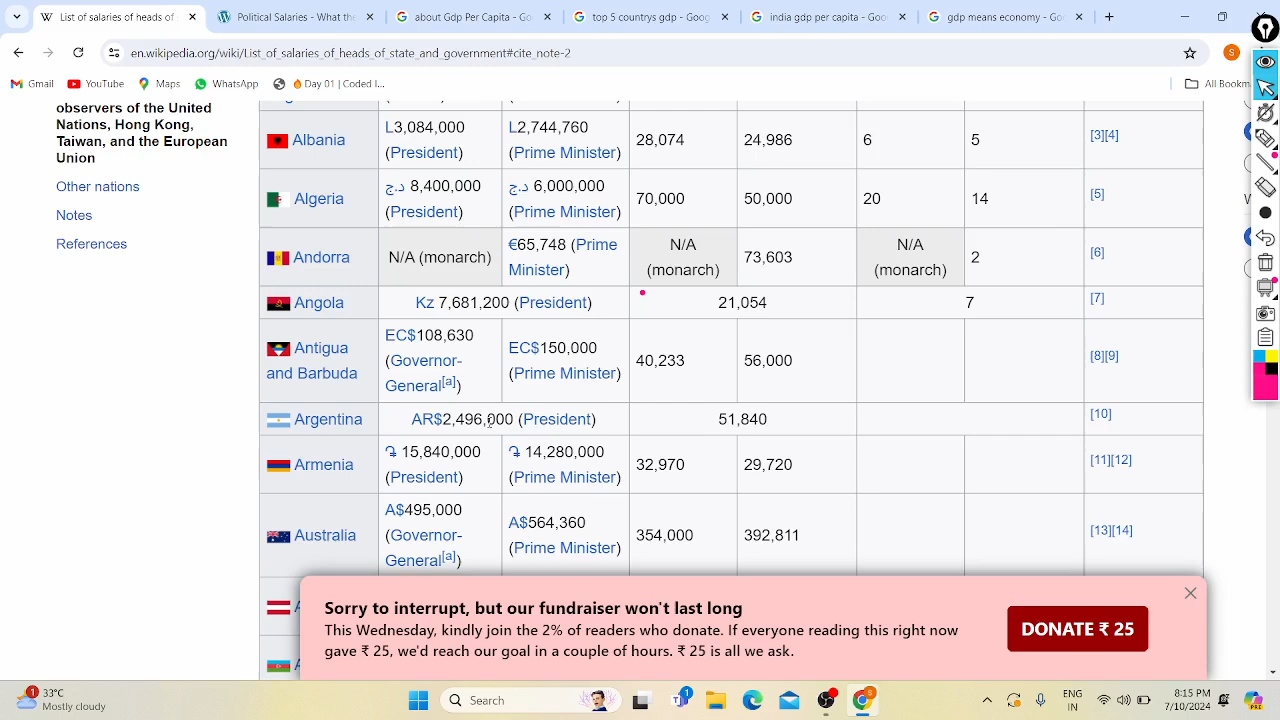 List of salaries of heads of st
Political Salaries - What the
about GDP Per Capita - Goo
top 5 countrys gdp - Goo
india gdp per capita - Goo
gdp means economy - Go
en.wikipedia.org/wiki/List_of_salaries_of_heads_of_state_and_government#cite_note
Gmail
YouTube
Maps
WhatsApp
Day 01 | Coded I...
All Bookm
observers of the United
Nations, Hong Kong,
Taiwan, and the European
Union
Other nations
Notes
References
Albania
L3,084,000
(President)
L2,744,760
(Prime Minister)
28,074
24,986
6
5
[3][4]
Algeria
د.ج 8,400,000
(President)
د.ج 6,000,000
(Prime Minister)
70,000
50,000
20
14
[5]
Andorra
N/A (monarch)
€65,748 (Prime
Minister)
N/A
(monarch)
73,603
N/A
(monarch)
2
[6]
Angola
Kz 7,681,200 (President)
21,054
7
[7]
Antigua
and Barbuda
EC$108,630
(Governor-
General[a])
EC$150,000
(Prime Minister)
40,233
56,000
[8][9]
Argentina
AR$2,496,000 (President)
51,840
[10]
Armenia
֏ 15,840,000
(President)
֏ 14,280,000
(Prime Minister)
32,970
29,720
[11][12]
Australia
A$495,000
(Governor-
General[a])
A$564,360
(Prime Minister)
354,000
392,811
[13][14]
Sorry to interrupt, but our fundraiser won't last long
This Wednesday, kindly join the 2% of readers who donate. If everyone reading this right now
gave ₹ 25, we'd reach our goal in a couple of hours. ₹ 25 is all we ask.
DONATE ₹ 25
33°C
Mostly cloudy
Search
ENG
IN
8:15 PM
7/10/2024